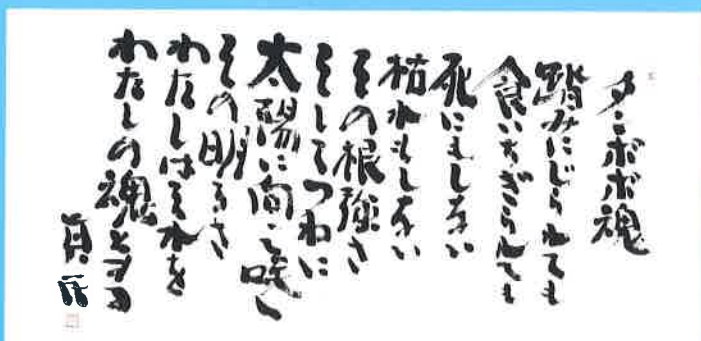 タンポポ魂
踏みにじられても
食いちぎられても
死にもしない
枯れもしない
その根強さ
そしてつねに
太陽に向って咲く
その明るさ
わたしはそれを
わたしの魂とする
真民